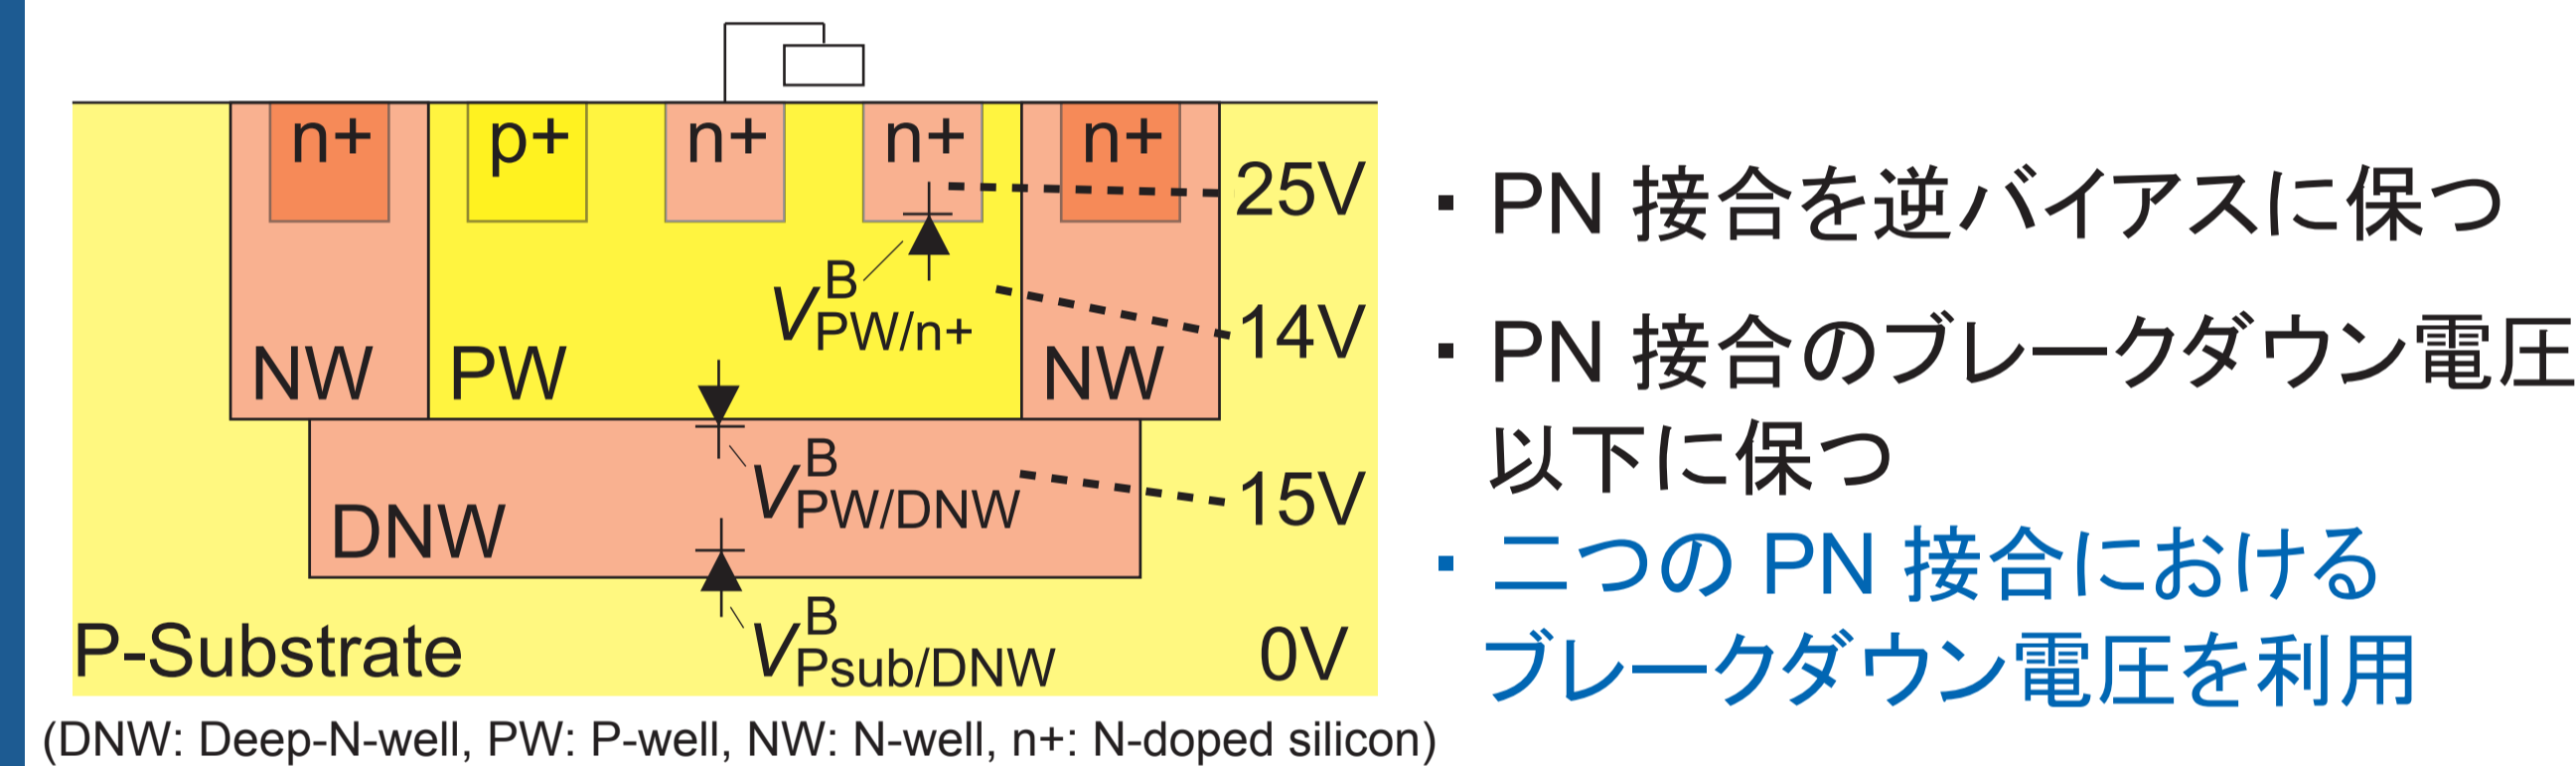 n+ p+ n+ n+ n+
25V
V^B_PW/n+
14V
NW PW NW
V^B_PW/DNW
15V
DNW
P-Substrate
V^B_Psub/DNW
0V
(DNW: Deep-N-well, PW: P-well, NW: N-well, n+: N-doped silicon)
・PN 接合を逆バイアスに保つ
・PN 接合のブレークダウン電圧
以下に保つ
・二つの PN 接合における
ブレークダウン電圧を利用